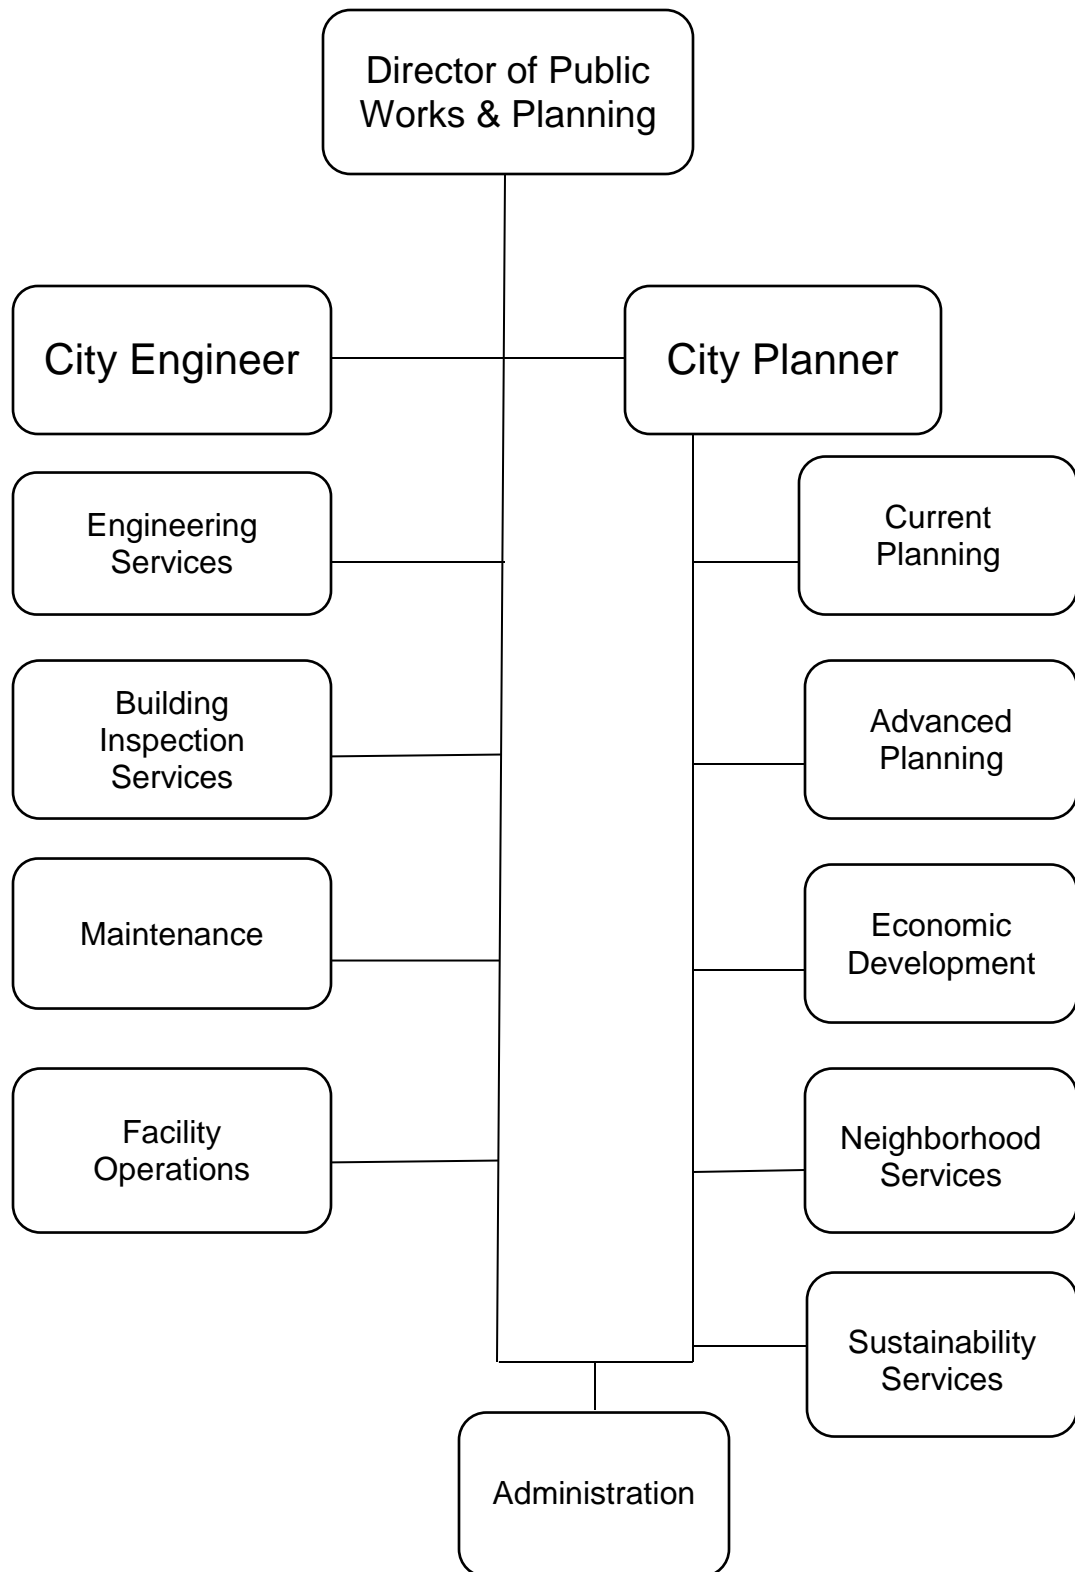 Director of Public
Works & Planning
City Engineer
City Planner
Engineering
Services
Current
Planning
Building
Inspection
Services
Advanced
Planning
Maintenance
Economic
Development
Facility
Operations
Neighborhood
Services
Sustainability
Services
Administration